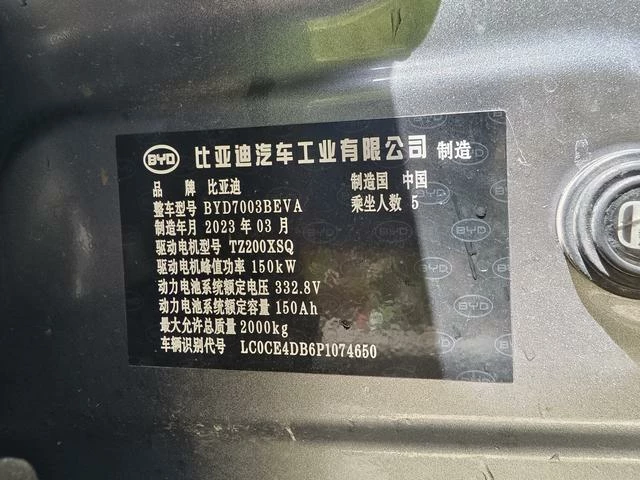 BYD 比亚迪汽车工业有限公司 制造
品 牌 比亚迪 制造国 中国
整车型号 BYD7003BEVA 乘坐人数 5
制造年月 2023 年 03 月
驱动电机型号 TZ200XSQ
驱动电机峰值功率 150kW
动力电池系统额定电压 332.8V
动力电池系统额定容量 150Ah
最大允许总质量 2000kg
车辆识别代号 LC0CE4DB6P1074650